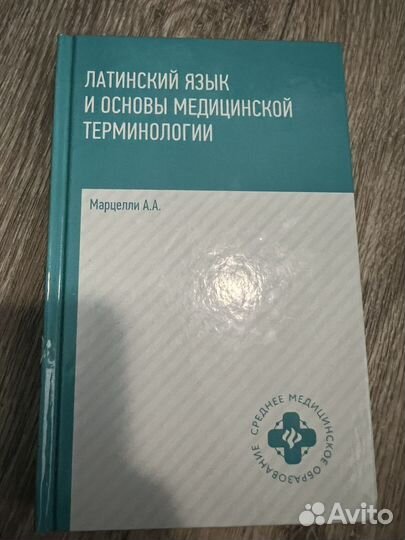 ЛАТИНСКИЙ ЯЗЫК
И ОСНОВЫ МЕДИЦИНСКОЙ
ТЕРМИНОЛОГИИ
Марцелли А.А.
СРЕДНЕЕ МЕДИЦИНСКОЕ ОБРАЗОВАНИЕ
Avito